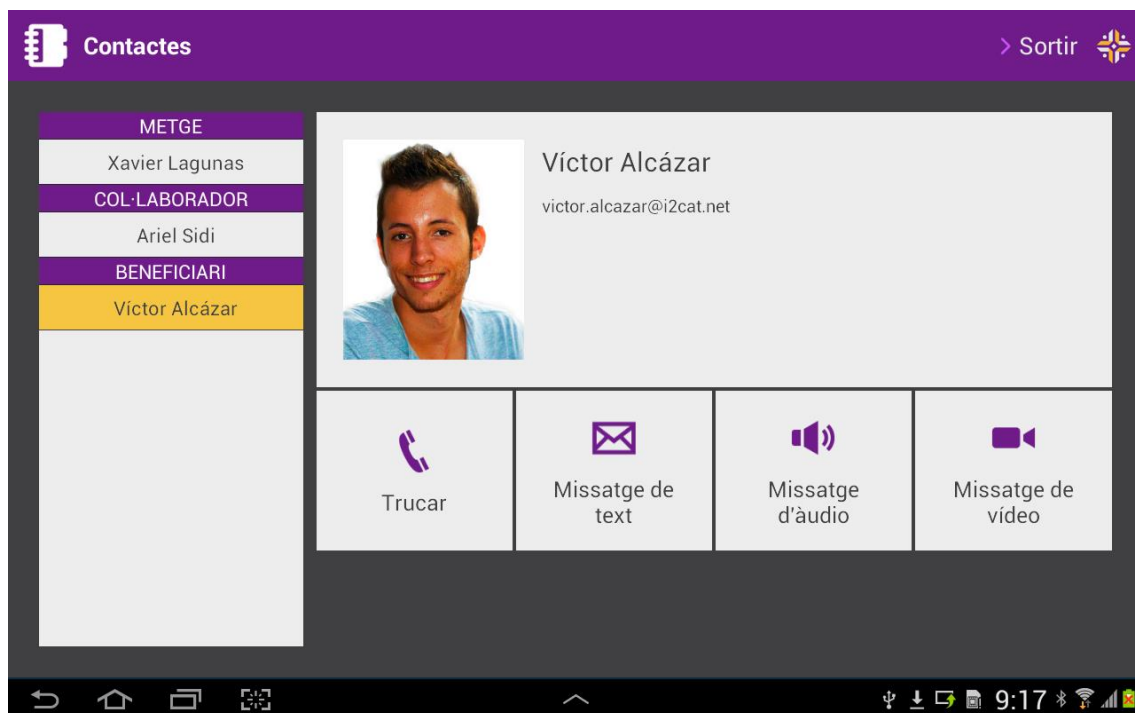 Contactes
Sortir
METGE
Xavier Lagunas
COL·LABORADOR
Ariel Sidi
BENEFICIARI
Víctor Alcázar
Víctor Alcázar
victor.alcazar@i2cat.net
Trucar
Missatge de
text
Missatge
d'àudio
Missatge de
vídeo
9:17